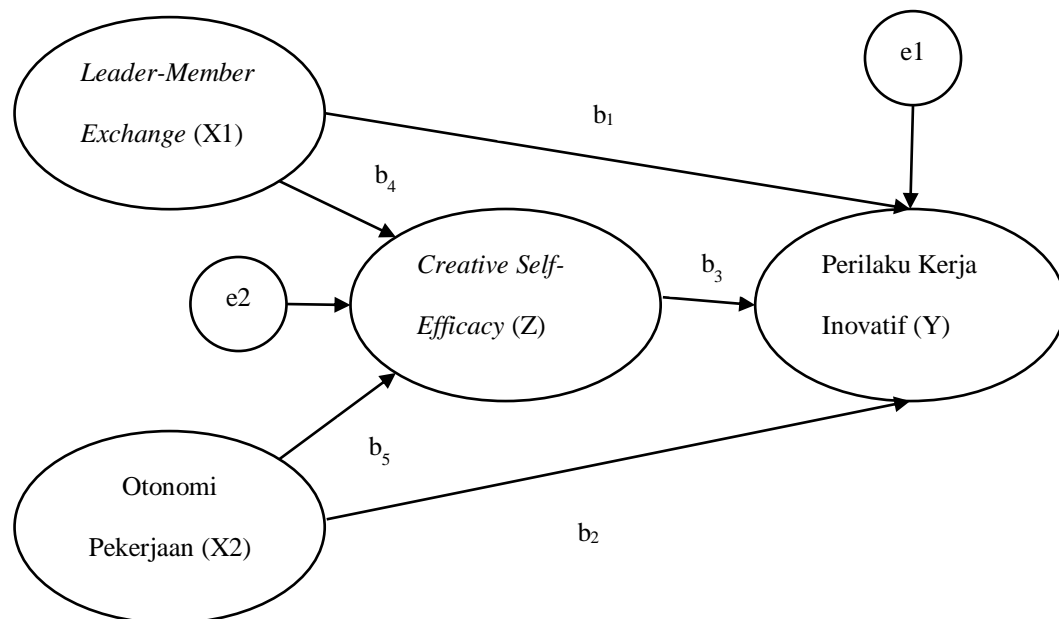 Leader-Member
Exchange (X1)
e1
b1
b4
e2
Creative Self-
Efficacy (Z)
b3
Perilaku Kerja
Inovatif (Y)
b5
Otonomi
Pekerjaan (X2)
b2